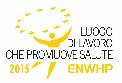 LUOGO
DI LAVORO
CHE PROMUOVE SALUTE
2015 ENWHP